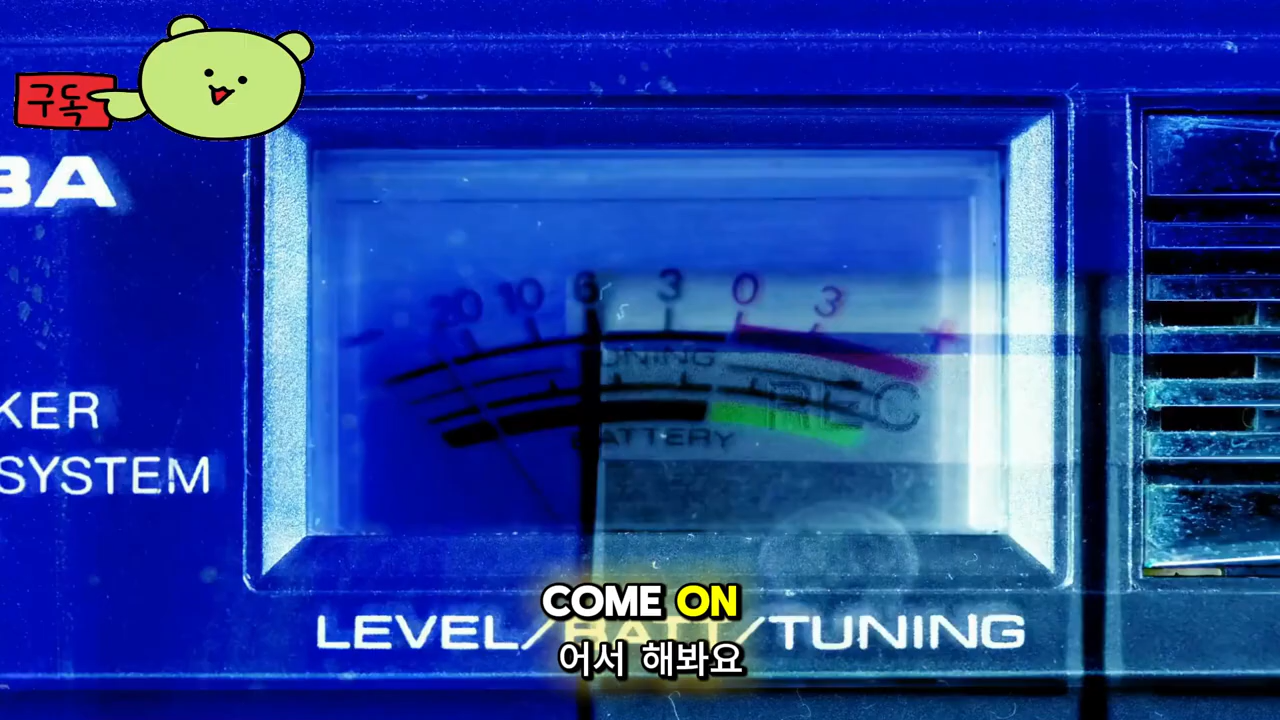 구독
BA
20 10 6 3 0 3 +
TUNING
REC
BATTERY
KER
SYSTEM
COME ON
LEVEL/BATT/TUNING
어서 해봐요